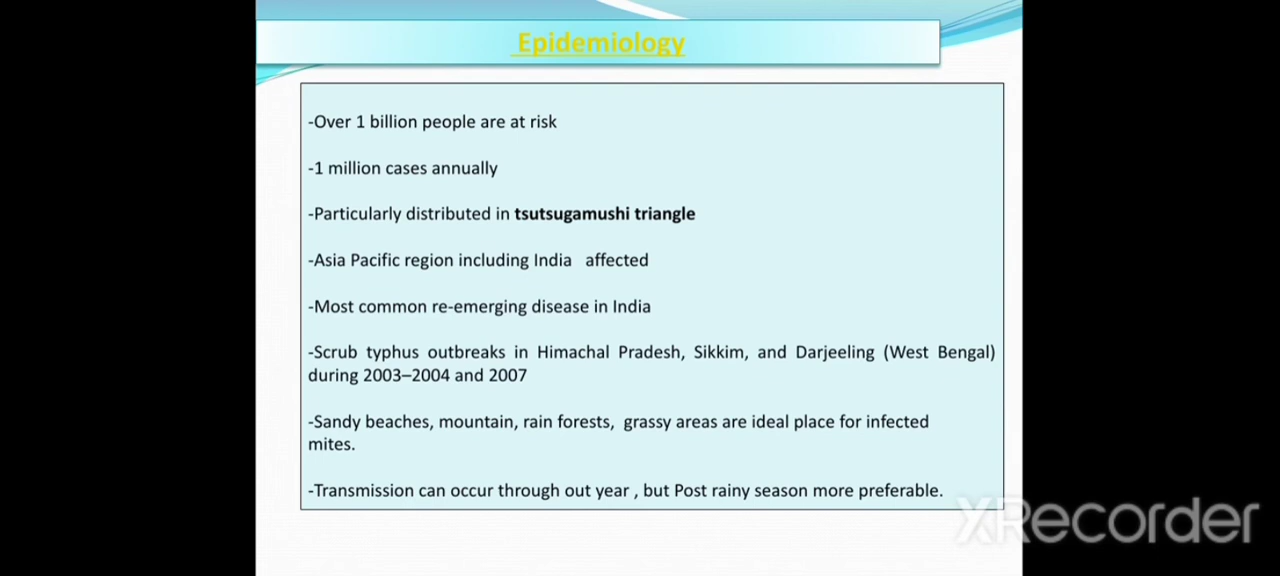 Epidemiology
-Over 1 billion people are at risk
-1 million cases annually
-Particularly distributed in tsutsugamushi triangle
-Asia Pacific region including India affected
-Most common re-emerging disease in India
-Scrub typhus outbreaks in Himachal Pradesh, Sikkim, and Darjeeling (West Bengal)
during 2003–2004 and 2007
-Sandy beaches, mountain, rain forests, grassy areas are ideal place for infected
mites.
-Transmission can occur through out year , but Post rainy season more preferable.
XRecorder